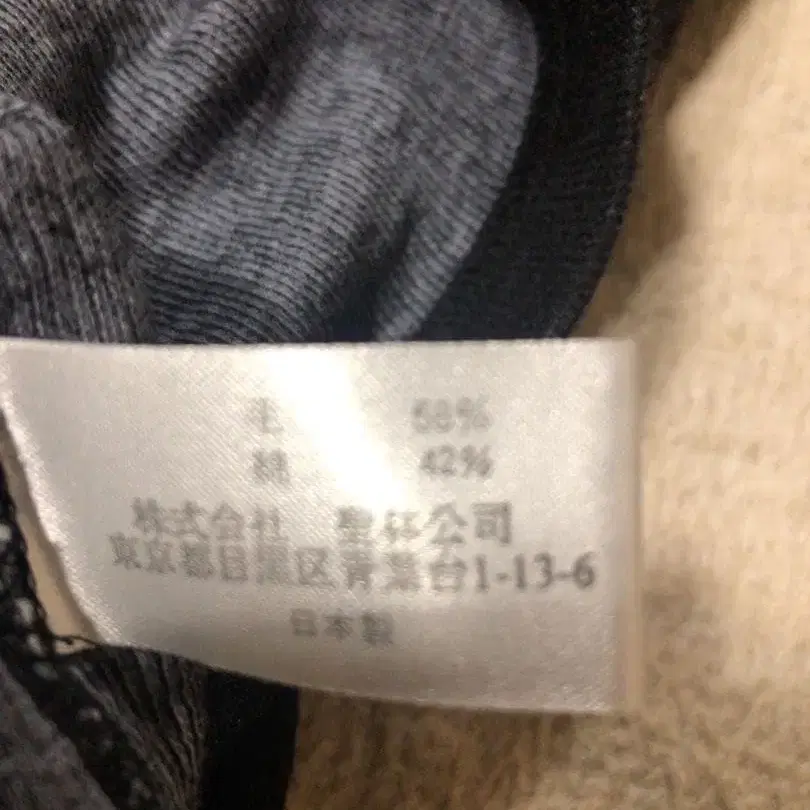 毛 58%
綿 42%
株式会社 聖林公司
東京都目黒区青葉台1-13-6
日本製